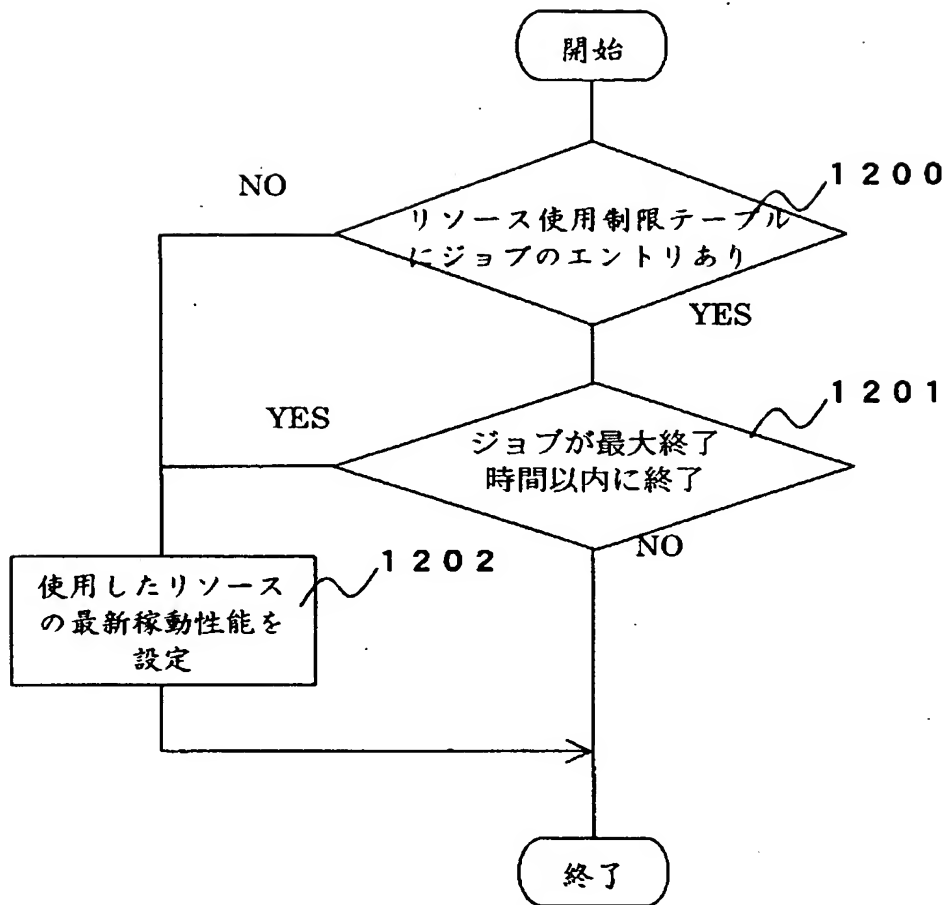 開始
NO
1200
リソース使用制限テーブル
にジョブのエントリあり
YES
1201
YES
ジョブが最大終了
時間以内に終了
NO
1202
使用したリソース
の最新稼動性能を
設定
終了